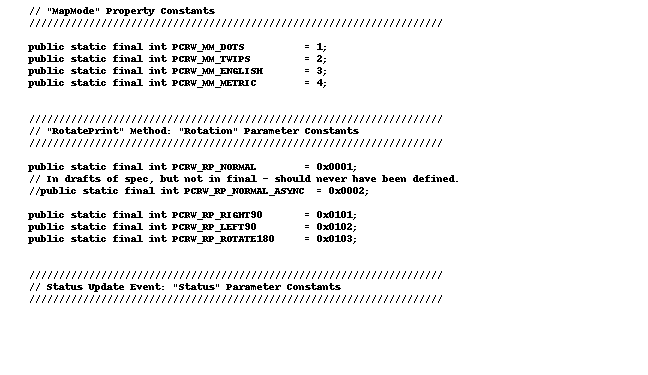 // "MapMode" Property Constants
/////////////////////////////////////////////////////////////////////
public static final int PCRW_MM_DOTS = 1;
public static final int PCRW_MM_TWIPS = 2;
public static final int PCRW_MM_ENGLISH = 3;
public static final int PCRW_MM_METRIC = 4;
/////////////////////////////////////////////////////////////////////
// "RotatePrint" Method: "Rotation" Parameter Constants
/////////////////////////////////////////////////////////////////////
public static final int PCRW_RP_NORMAL = 0x0001;
// In drafts of spec, but not in final - should never have been defined.
//public static final int PCRW_RP_NORMAL_ASYNC = 0x0002;
public static final int PCRW_RP_RIGHT90 = 0x0101;
public static final int PCRW_RP_LEFT90 = 0x0102;
public static final int PCRW_RP_ROTATE180 = 0x0103;
/////////////////////////////////////////////////////////////////////
// Status Update Event: "Status" Parameter Constants
/////////////////////////////////////////////////////////////////////